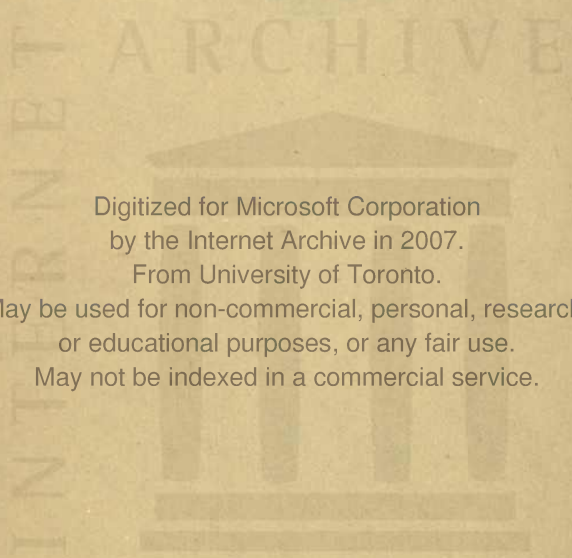 INTERNET ARCHIVE
Digitized for Microsoft Corporation
by the Internet Archive in 2007.
From University of Toronto.
May be used for non-commercial, personal, research
or educational purposes, or any fair use.
May not be indexed in a commercial service.